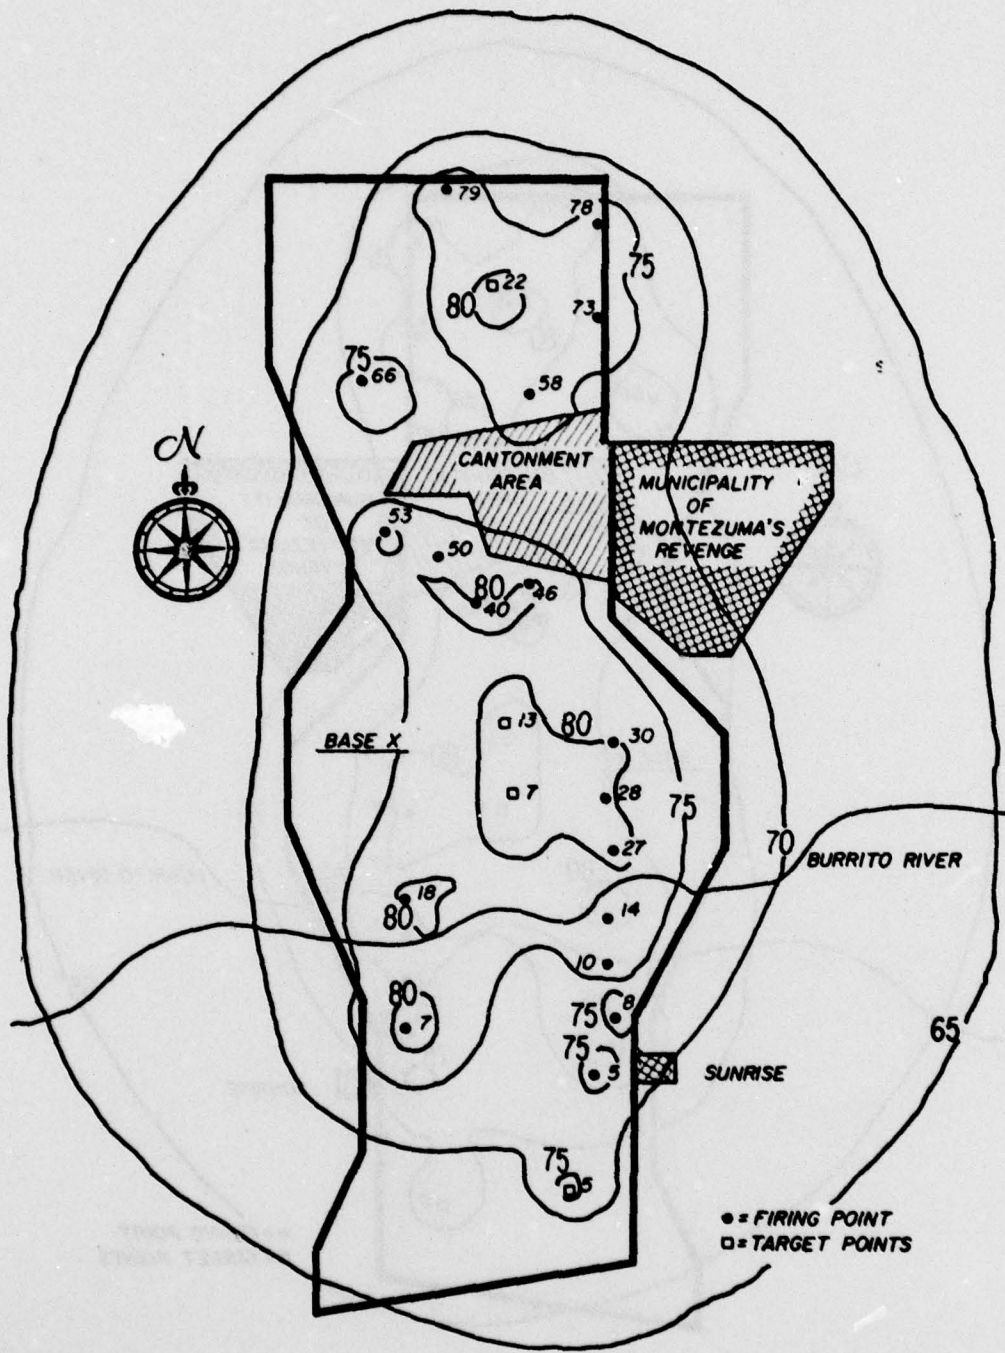 79
78
75
22
80
73
75
66
58
N
CANTONMENT
AREA
MUNICIPALITY
OF
MONTEZUMA'S
REVENGE
53
50
80
46
40
13
80
30
BASE X
7
28
75
27
70
BURRITO RIVER
18
80
14
10
80
7
8
75
65
75
5
SUNRISE
75
5
● = FIRING POINT
□ = TARGET POINTS